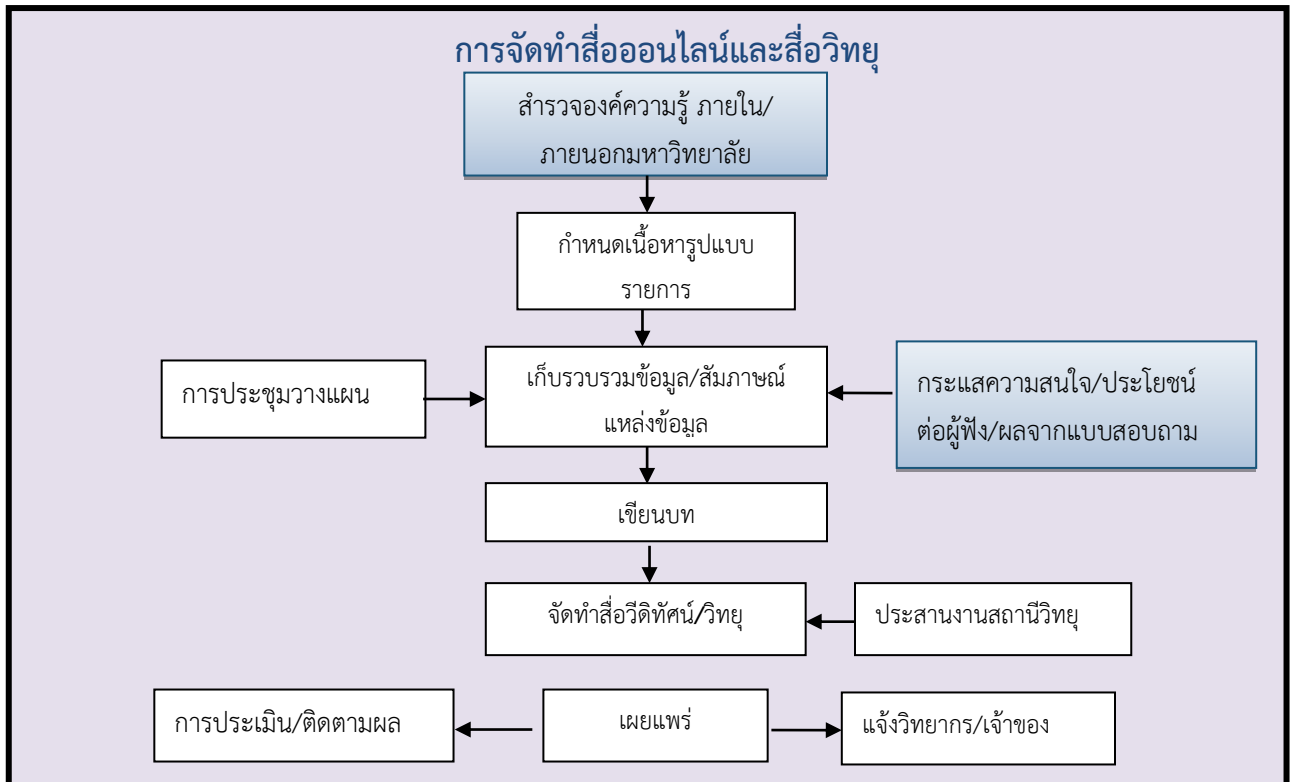 การจัดทำสื่อออนไลน์และสื่อวิทยุ
สำรวจองค์ความรู้ ภายใน/
ภายนอกมหาวิทยาลัย
กำหนดเนื้อหารูปแบบ
รายการ
การประชุมวางแผน
เก็บรวบรวมข้อมูล/สัมภาษณ์
แหล่งข้อมูล
กระแสความสนใจ/ประโยชน์
ต่อผู้ฟัง/ผลจากแบบสอบถาม
เขียนบท
จัดทำสื่อวีดิทัศน์/วิทยุ
ประสานงานสถานีวิทยุ
การประเมิน/ติดตามผล
เผยแพร่
แจ้งวิทยากร/เจ้าของ